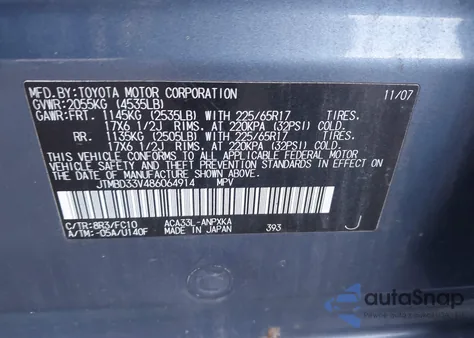 MFD.BY:TOYOTA MOTOR CORPORATION 11/07
GVWR:2055KG (4535LB)
GAWR:FRT. 1145KG (2535LB) WITH 225/65R17 TIRES.
17X6 1/2J RIMS. AT 220KPA (32PSI) COLD
RR. 1135KG (2505LB) WITH 225/65R17 TIRES.
17X6 1/2J RIMS. AT 220KPA (32PSI) COLD
THIS VEHICLE CONFORMS TO ALL APPLICABLE FEDERAL MOTOR
VEHICLE SAFETY, BUMPER, AND THEFT PREVENTION STANDARDS IN
EFFECT ON THE DATE OF MANUFACTURE SHOWN ABOVE.
JTMBD33V486064914 MPV
C/TR:8R3/FC10 ACA33L-ANPXKA
A/TM:-05A/U140F MADE IN JAPAN 393 J
autoSnap